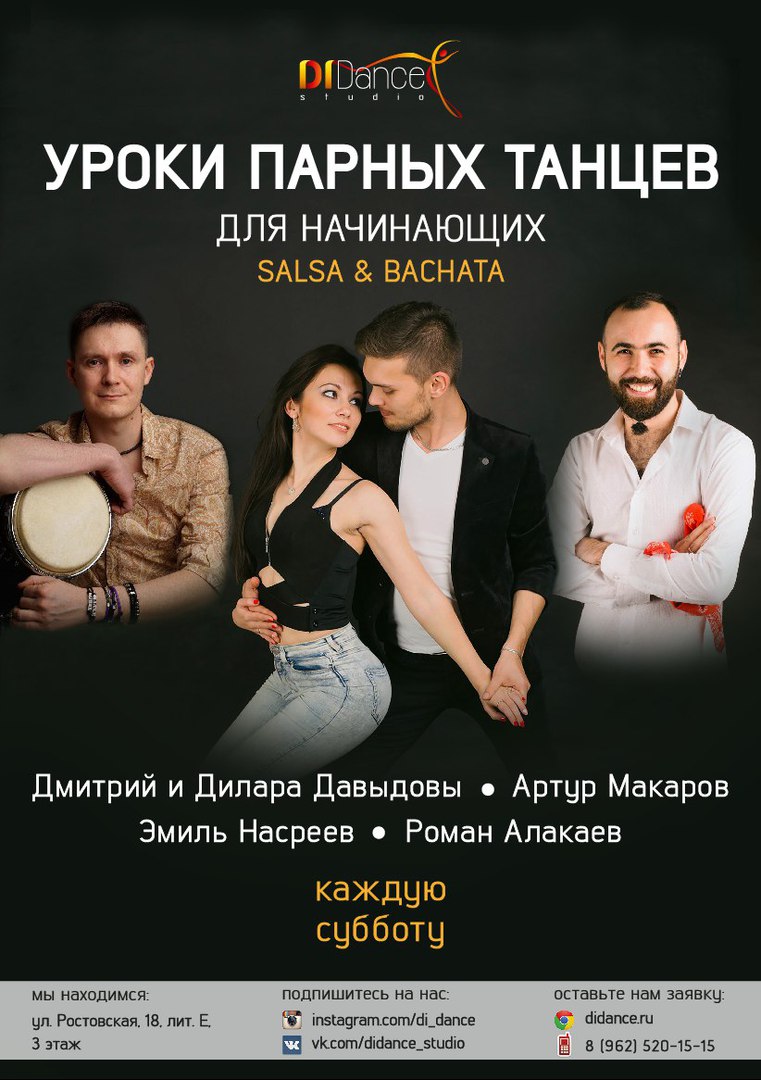 DIDance
studio
УРОКИ ПАРНЫХ ТАНЦЕВ
ДЛЯ НАЧИНАЮЩИХ
SALSA & BACHATA
Дмитрий и Дилара Давыдовы • Артур Макаров
Эмиль Насреев • Роман Алакаев
каждую
субботу
мы находимся:
ул. Ростовская, 18, лит. Е,
3 этаж
подпишитесь на нас:
instagram.com/di_dance
vk.com/didance_studio
оставьте нам заявку:
didance.ru
8 (962) 520-15-15